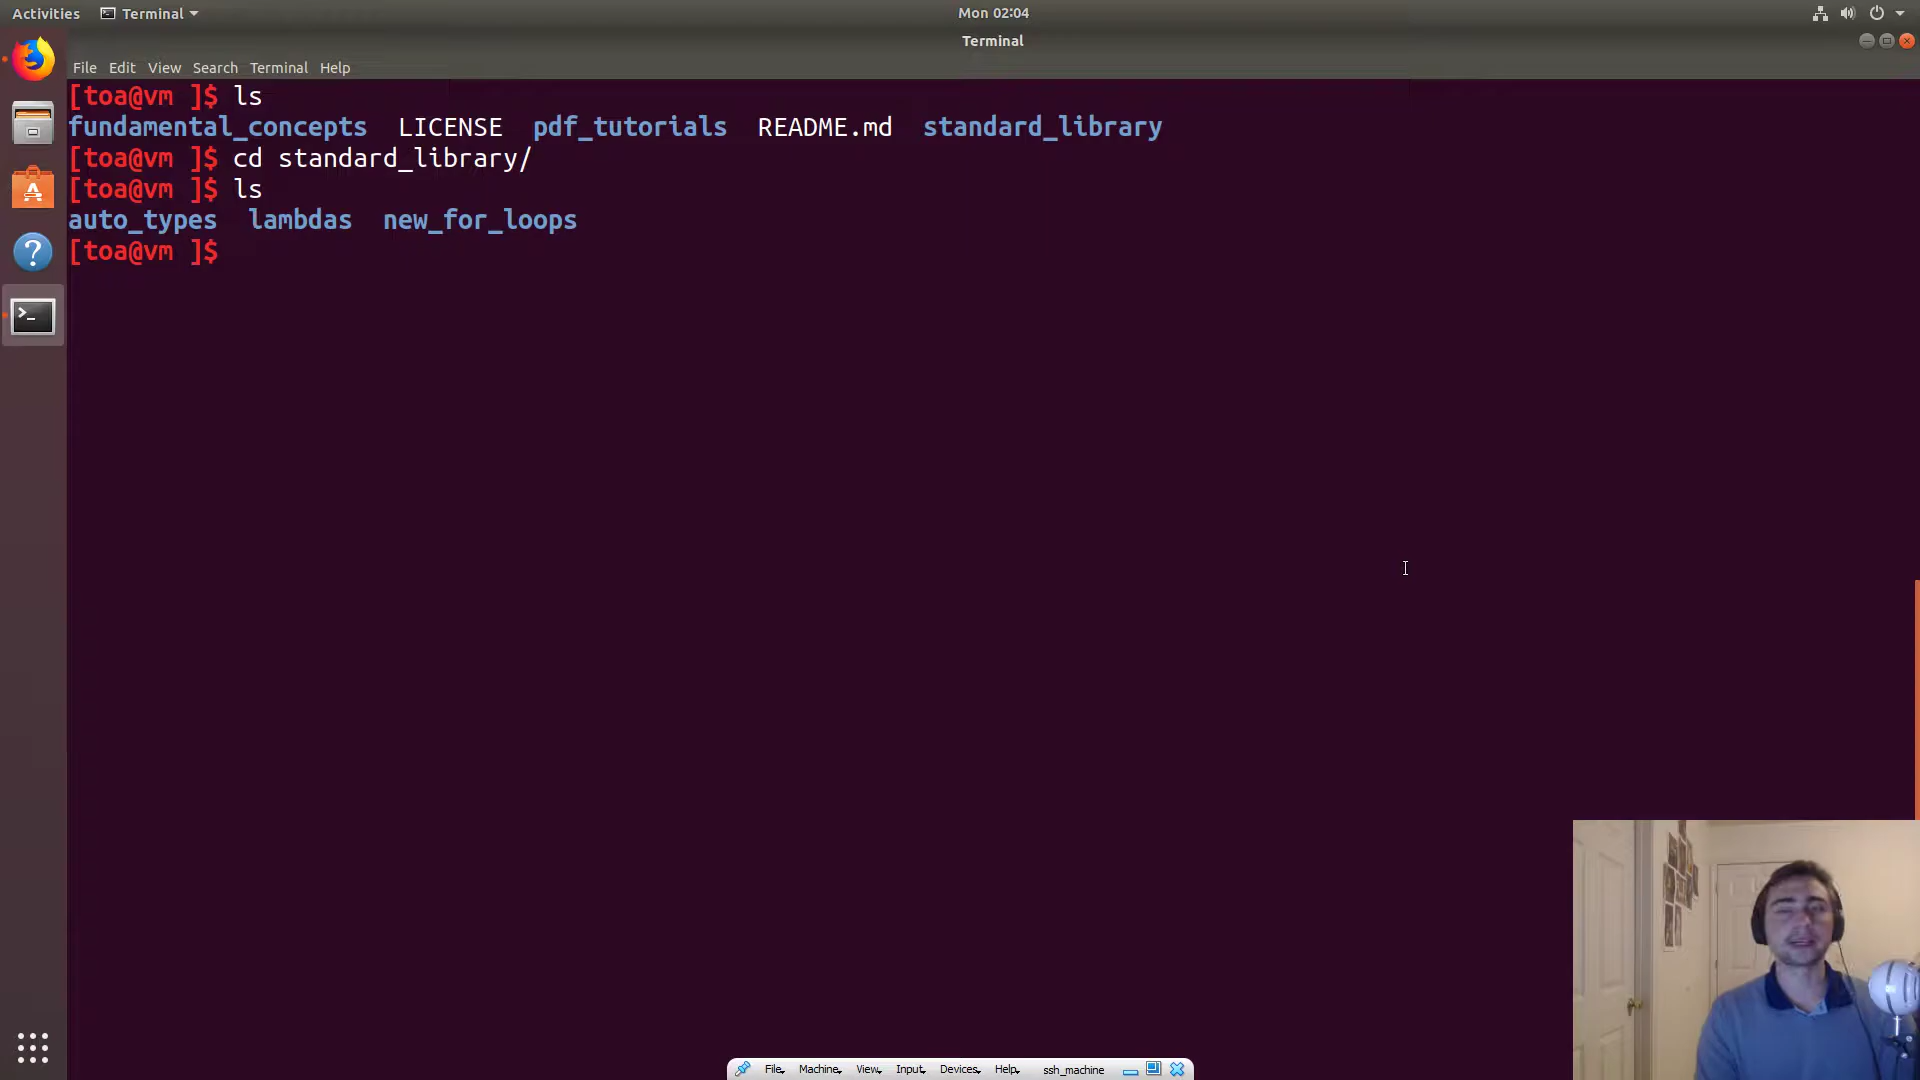 Activities Terminal Mon 02:04
Terminal
File Edit View Search Terminal Help
[toa@vm ]$ ls
fundamental_concepts LICENSE pdf_tutorials README.md standard_library
[toa@vm ]$ cd standard_library/
[toa@vm ]$ ls
auto_types lambdas new_for_loops
[toa@vm ]$
File Machine View Input Devices Help ssh_machine